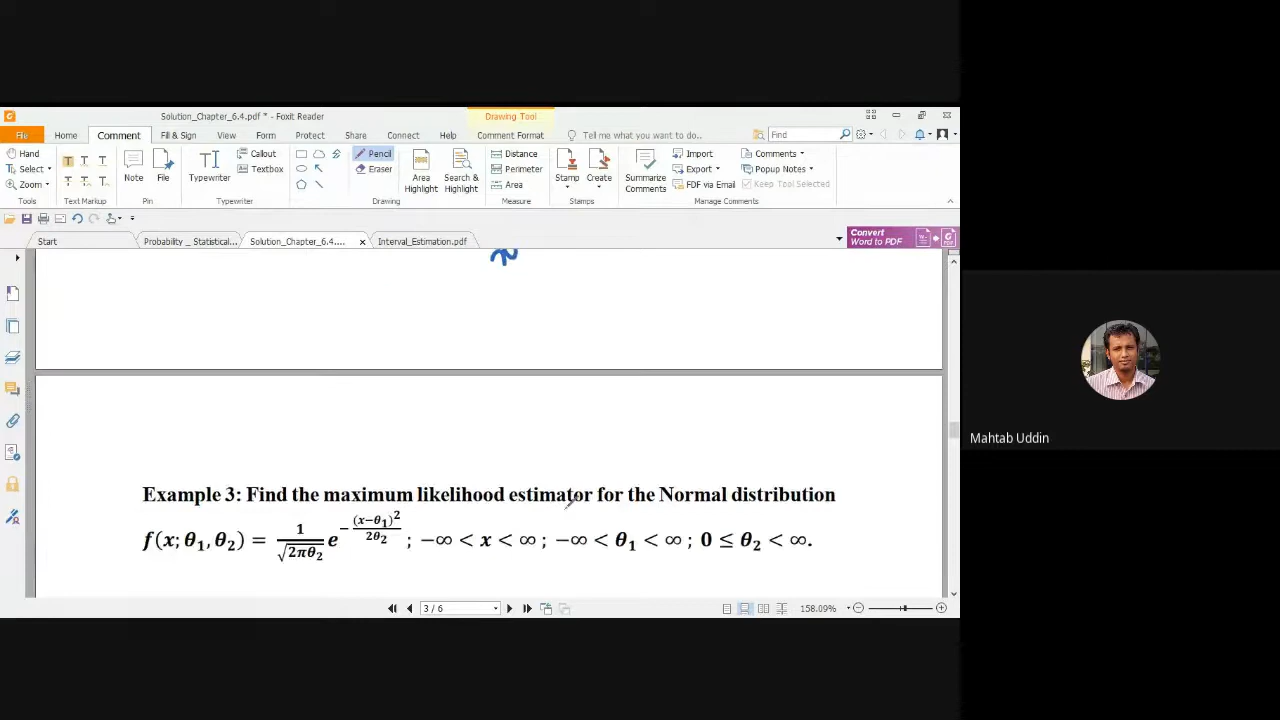 Solution_Chapter_6.4.pdf * - Foxit Reader
Drawing Tool
File Home Comment Fill & Sign View Form Protect Share Connect Help Comment Format Tell me what you want to do.. Find
Hand
Select
Zoom
Tools
Text Markup
Note
File
Pin
Typewriter
Callout
Textbox
Typewriter
Pencil
Eraser
Drawing
Area Highlight
Search & Highlight
Distance
Perimeter
Area
Measure
Stamp
Create
Stamps
Summarize Comments
Import
Export
FDF via Email
Comments
Popup Notes
Keep Tool Selected
Manage Comments
Start Probability _ Statistical... Solution_Chapter_6.4.... Interval_Estimation.pdf
Convert
Word to PDF
Example 3: Find the maximum likelihood estimator for the Normal distribution
f(x; θ₁, θ₂) = 1/√(2πθ₂) e^(−(x−θ₁)²/(2θ₂)) ; −∞ < x < ∞ ; −∞ < θ₁ < ∞ ; 0 ≤ θ₂ < ∞.
3 / 6
158.09%
Mahtab Uddin